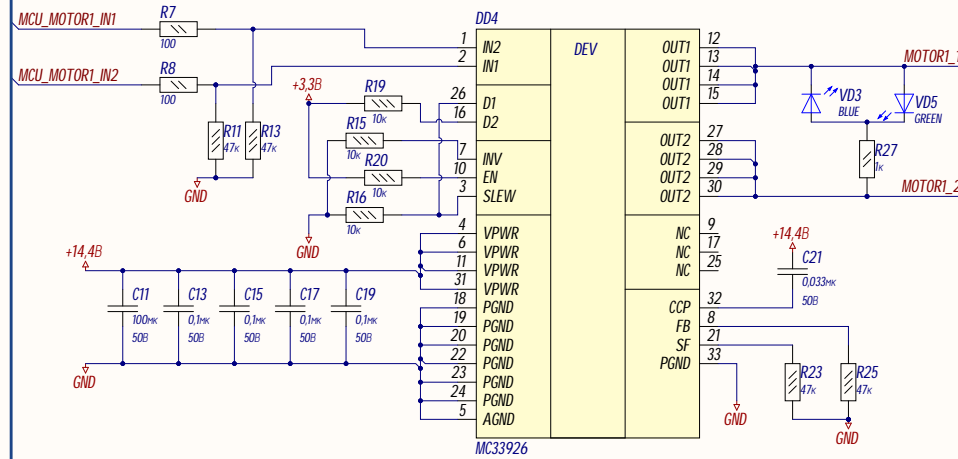 MCU_MOTOR1_IN1
R7
100
MCU_MOTOR1_IN2
R8
100
R11
47к
R13
47к
GND
+3,3В
R19
10к
R15
10к
R20
10к
R16
10к
GND
DD4
DEV
1 IN2
2 IN1
26 D1
16 D2
7 INV
10 EN
3 SLEW
4 VPWR
6 VPWR
11 VPWR
31 VPWR
18 PGND
19 PGND
20 PGND
22 PGND
23 PGND
24 PGND
5 AGND
OUT1 12
OUT1 13
OUT1 14
OUT1 15
OUT2 27
OUT2 28
OUT2 29
OUT2 30
NC 9
NC 17
NC 25
CCP 32
FB 8
SF 21
PGND 33
MC33926
MOTOR1_1
VD3
BLUE
VD5
GREEN
R27
1к
MOTOR1_2
+14,4В
C21
0,033мк
50В
R23
47к
R25
47к
GND
GND
+14,4В
C11
100мк
50В
C13
0,1мк
50В
C15
0,1мк
50В
C17
0,1мк
50В
C19
0,1мк
50В
GND